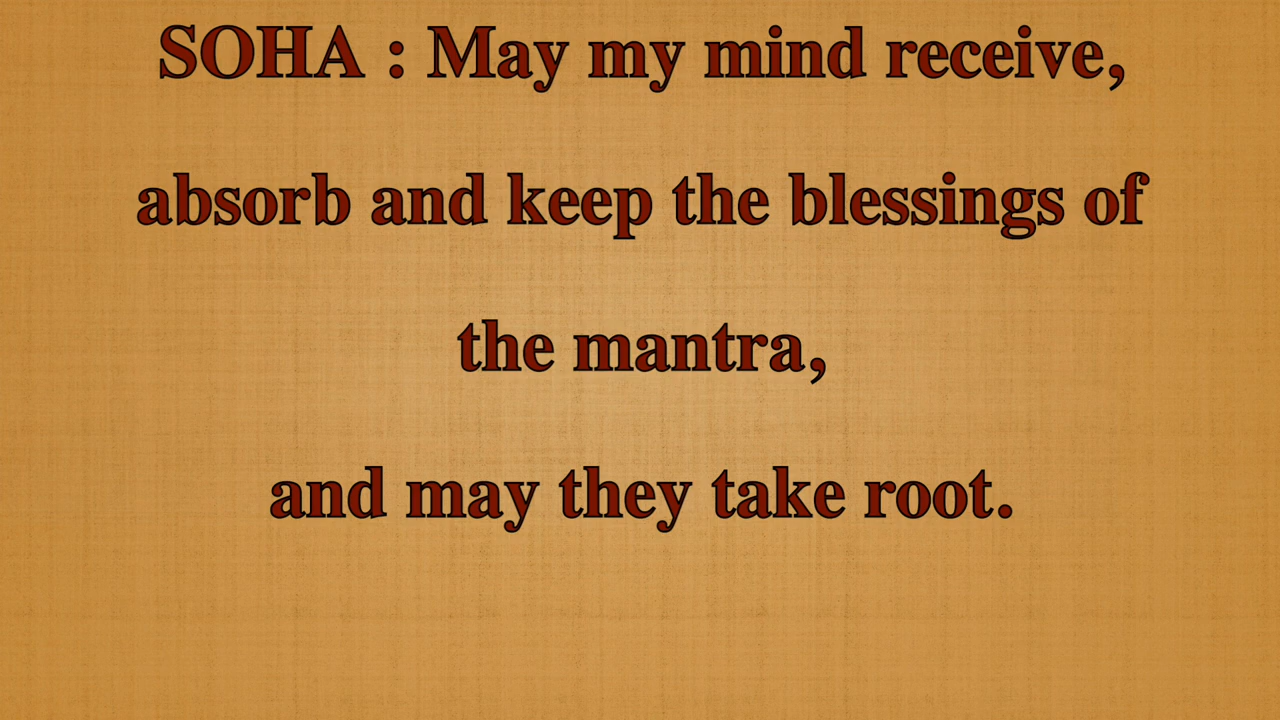 SOHA : May my mind receive,
absorb and keep the blessings of
the mantra,
and may they take root.